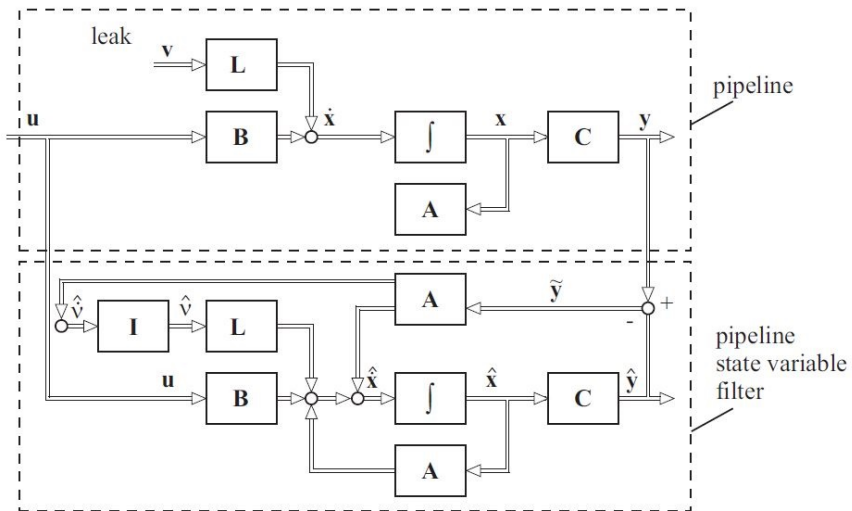 leak
v
L
pipeline
u
B
ẋ
∫
x
C
y
A
ν̂̇
I
ν̂
L
A
ỹ
+
-
pipeline
state variable
filter
u
B
x̂̇
∫
x̂
C
ŷ
A